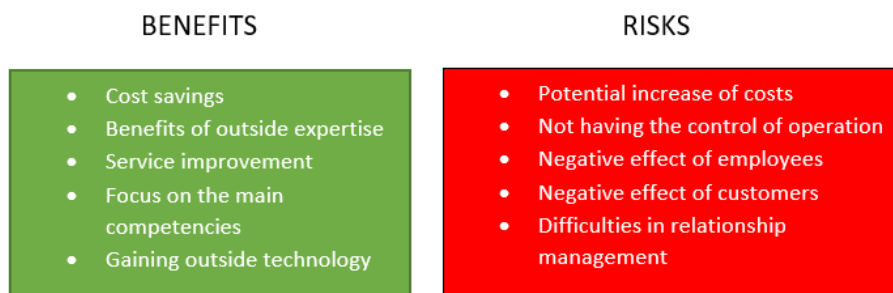 BENEFITS
• Cost savings
• Benefits of outside expertise
• Service improvement
• Focus on the main
competencies
• Gaining outside technology
RISKS
• Potential increase of costs
• Not having the control of operation
• Negative effect of employees
• Negative effect of customers
• Difficulties in relationship
management